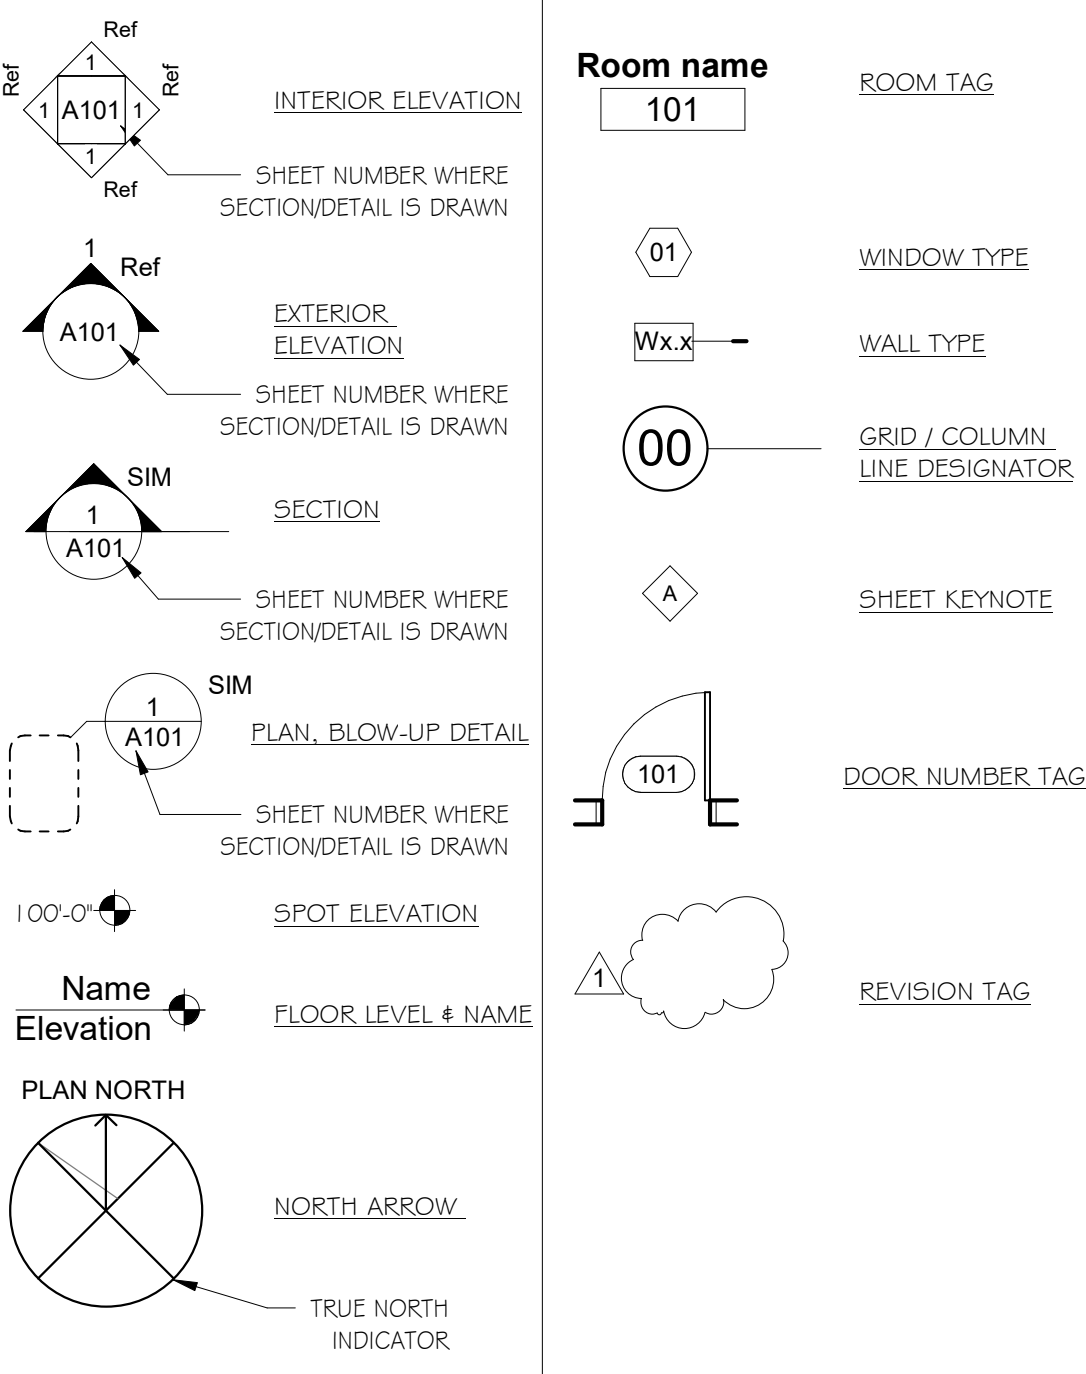 Ref
Ref
1
Ref
1
A101
1
1
Ref
INTERIOR ELEVATION
SHEET NUMBER WHERE
SECTION/DETAIL IS DRAWN
1
Ref
A101
EXTERIOR
ELEVATION
SHEET NUMBER WHERE
SECTION/DETAIL IS DRAWN
SIM
1
A101
SECTION
SHEET NUMBER WHERE
SECTION/DETAIL IS DRAWN
SIM
1
A101
PLAN, BLOW-UP DETAIL
SHEET NUMBER WHERE
SECTION/DETAIL IS DRAWN
100'-0"
SPOT ELEVATION
Name
Elevation
FLOOR LEVEL & NAME
PLAN NORTH
NORTH ARROW
TRUE NORTH
INDICATOR
Room name
101
ROOM TAG
01
WINDOW TYPE
Wx.x
WALL TYPE
00
GRID / COLUMN
LINE DESIGNATOR
A
SHEET KEYNOTE
101
DOOR NUMBER TAG
1
REVISION TAG